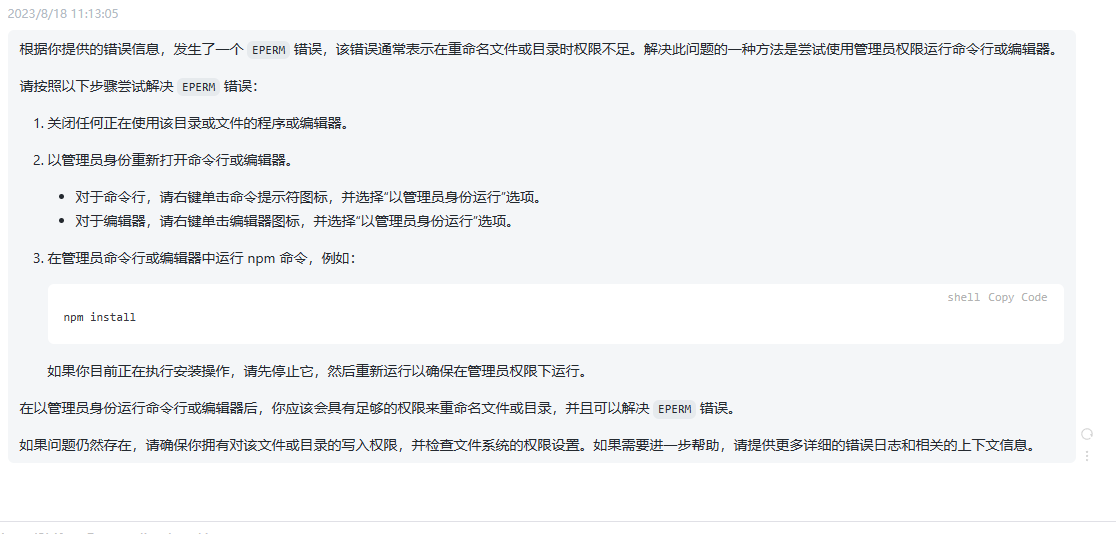 2023/8/18 11:13:05
根据你提供的错误信息，发生了一个 EPERM 错误，该错误通常表示在重命名文件或目录时权限不足。解决此问题的一种方法是尝试使用管理员权限运行命令行或编辑器。
请按照以下步骤尝试解决 EPERM 错误：
1. 关闭任何正在使用该目录或文件的程序或编辑器。
2. 以管理员身份重新打开命令行或编辑器。
• 对于命令行，请右键单击命令提示符图标，并选择“以管理员身份运行”选项。
• 对于编辑器，请右键单击编辑器图标，并选择“以管理员身份运行”选项。
3. 在管理员命令行或编辑器中运行 npm 命令，例如：
shell Copy Code
npm install
如果你目前正在执行安装操作，请先停止它，然后重新运行以确保在管理员权限下运行。
在以管理员身份运行命令行或编辑器后，你应该会具有足够的权限来重命名文件或目录，并且可以解决 EPERM 错误。
如果问题仍然存在，请确保你拥有对该文件或目录的写入权限，并检查文件系统的权限设置。如果需要进一步帮助，请提供更多详细的错误日志和相关的上下文信息。